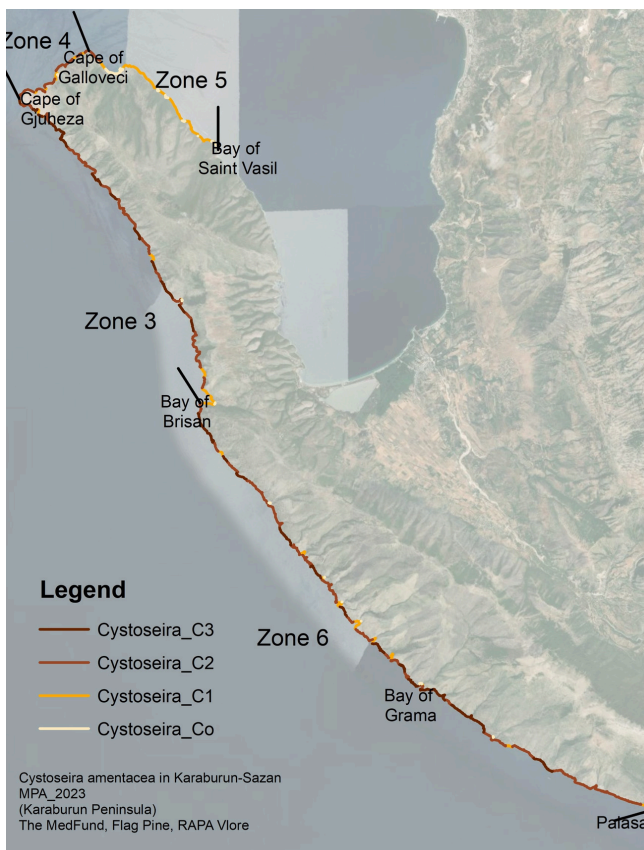 Zone 4
Cape of
Galloveci
Zone 5
Cape of
Gjuheza
Bay of
Saint Vasil
Zone 3
Bay of
Brisan
Legend
Cystoseira_C3
Cystoseira_C2
Cystoseira_C1
Cystoseira_Co
Zone 6
Bay of
Grama
Cystoseira amentacea in Karaburun-Sazan
MPA_2023
(Karaburun Peninsula)
The MedFund, Flag Pine, RAPA Vlore
Palasa